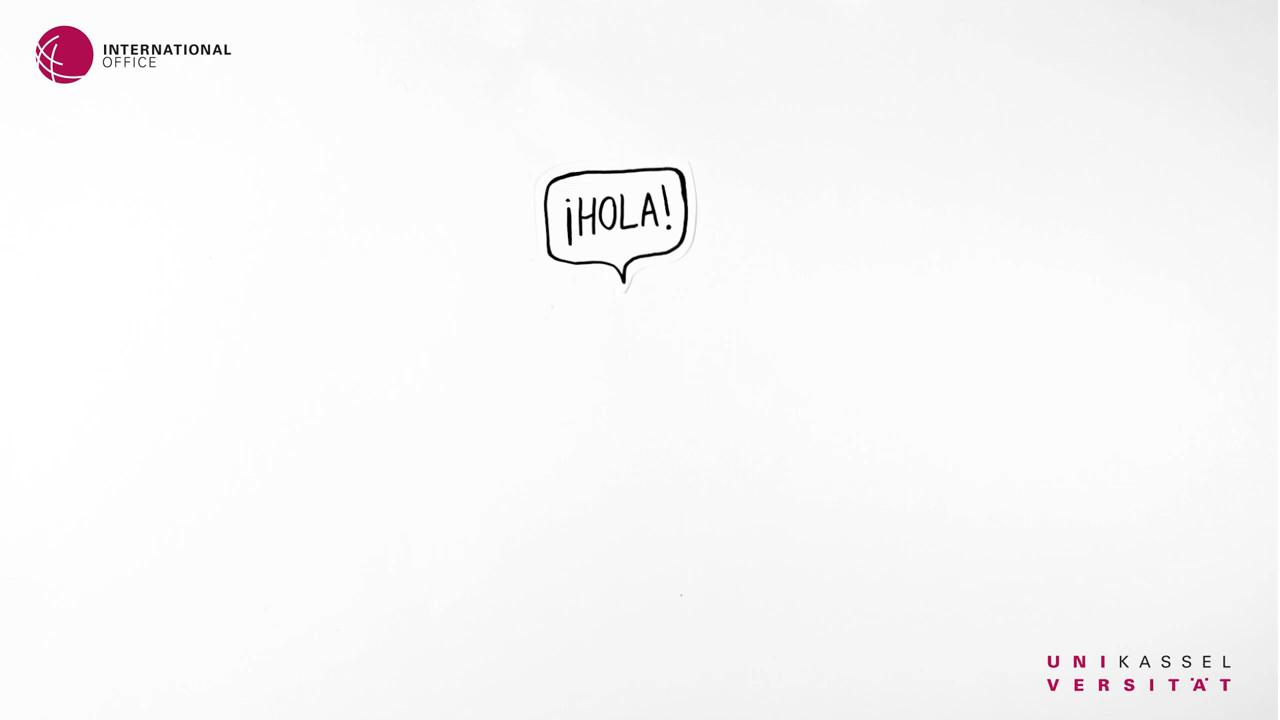 INTERNATIONAL
OFFICE
¡HOLA!
UNIKASSEL
VERSITÄT